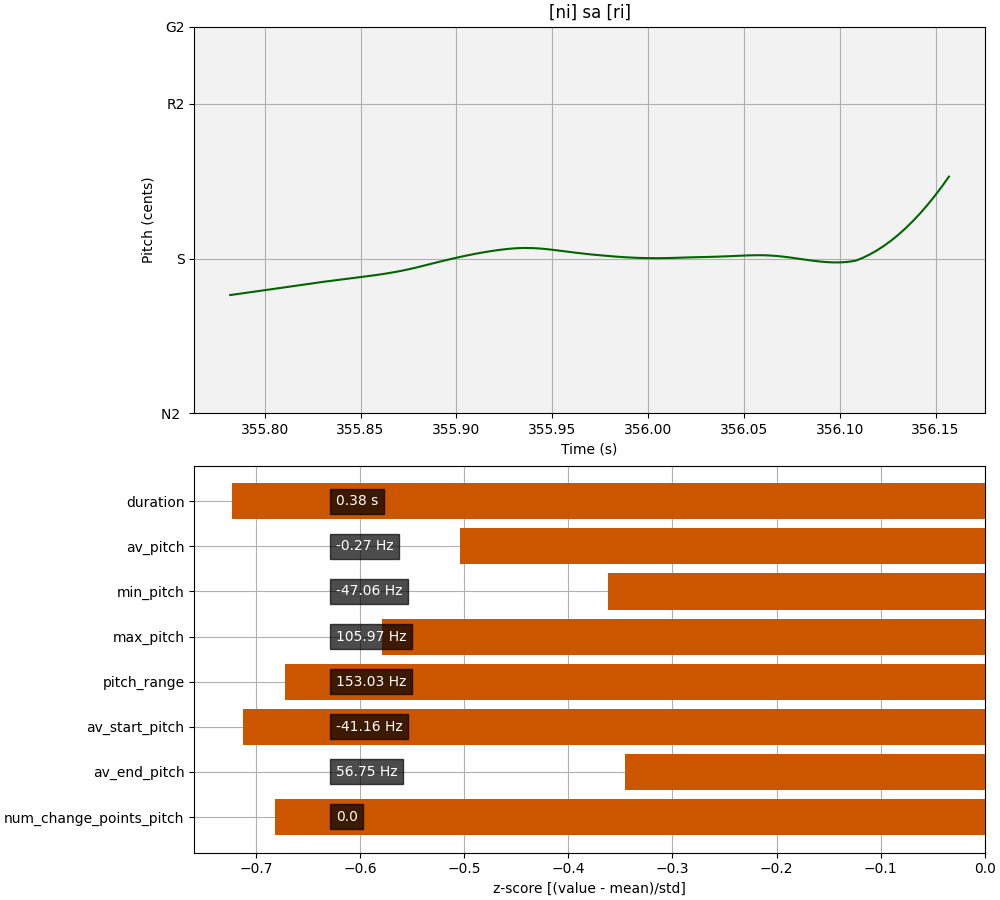 [ni] sa [ri]
G2
R2
S
N2
Pitch (cents)
355.80 355.85 355.90 355.95 356.00 356.05 356.10 356.15
Time (s)
duration 0.38 s
av_pitch -0.27 Hz
min_pitch -47.06 Hz
max_pitch 105.97 Hz
pitch_range 153.03 Hz
av_start_pitch -41.16 Hz
av_end_pitch 56.75 Hz
num_change_points_pitch 0.0
−0.7 −0.6 −0.5 −0.4 −0.3 −0.2 −0.1 0.0
z-score [(value - mean)/std]